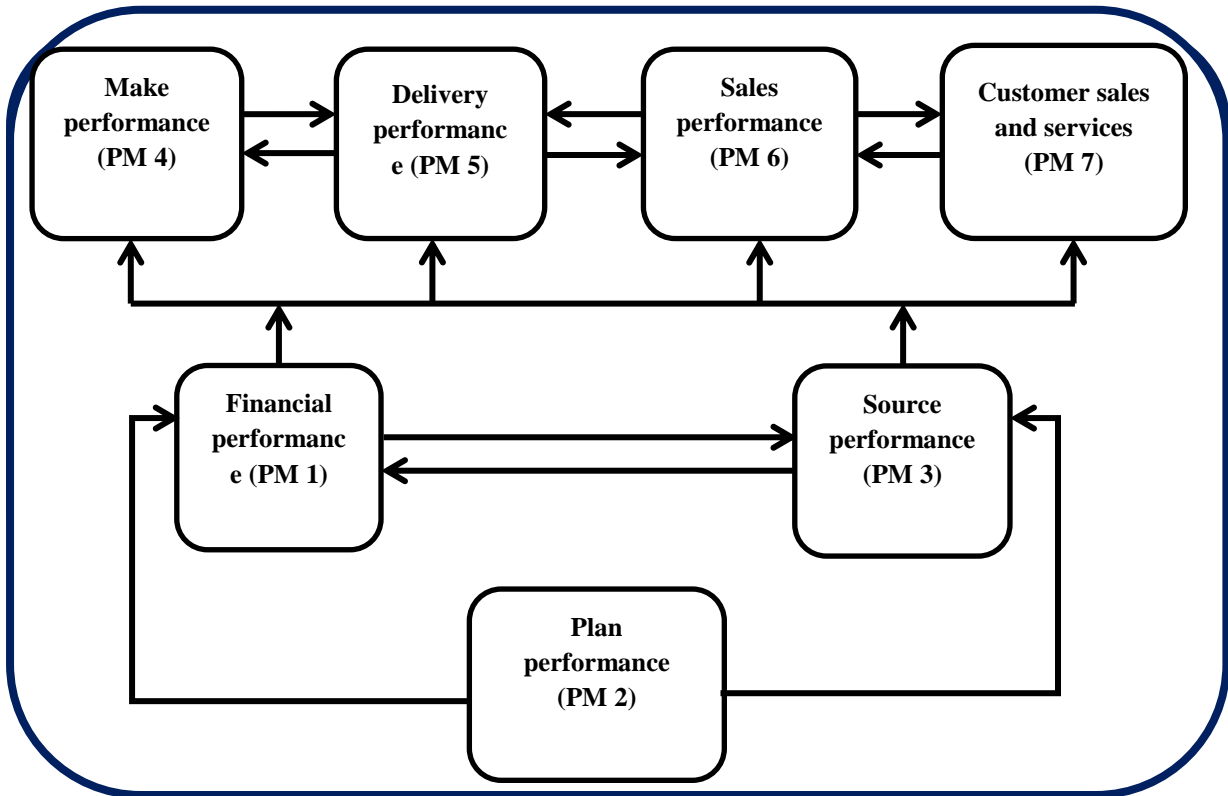 Make
performance
(PM 4)
Delivery
performanc
e (PM 5)
Sales
performance
(PM 6)
Customer sales
and services
(PM 7)
Financial
performanc
e (PM 1)
Source
performance
(PM 3)
Plan
performance
(PM 2)